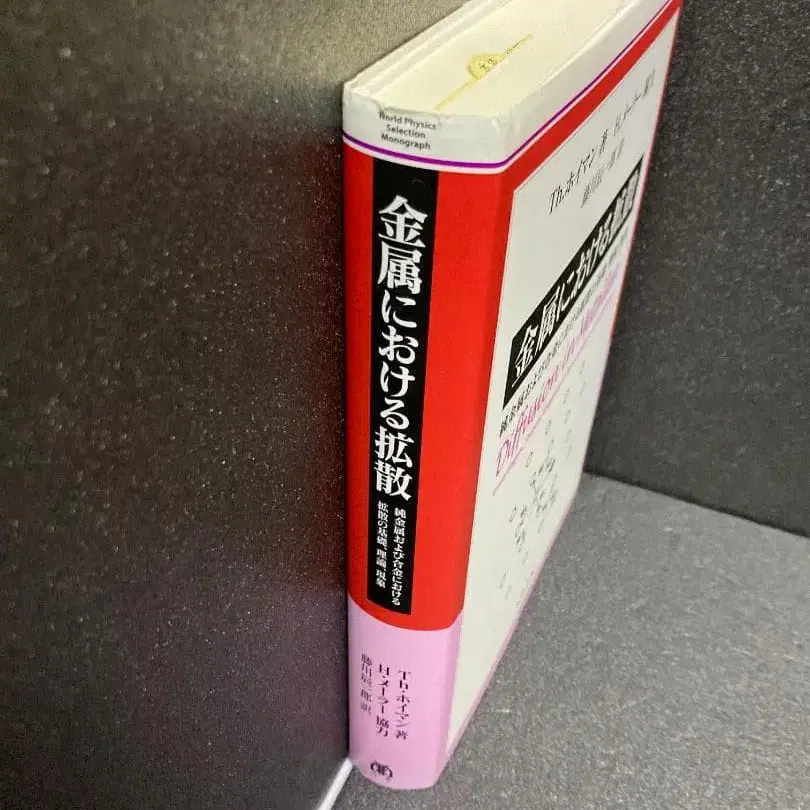 World Physics
Selection
Monograph
金属における拡散
純金属および合金における
拡散の基礎、理論、現象
Th・ホイマン 著
H・メーラー 協力
藤川辰一郎 訳
Th.ホイマン 著
金属における拡散
Diffusion in Metallen